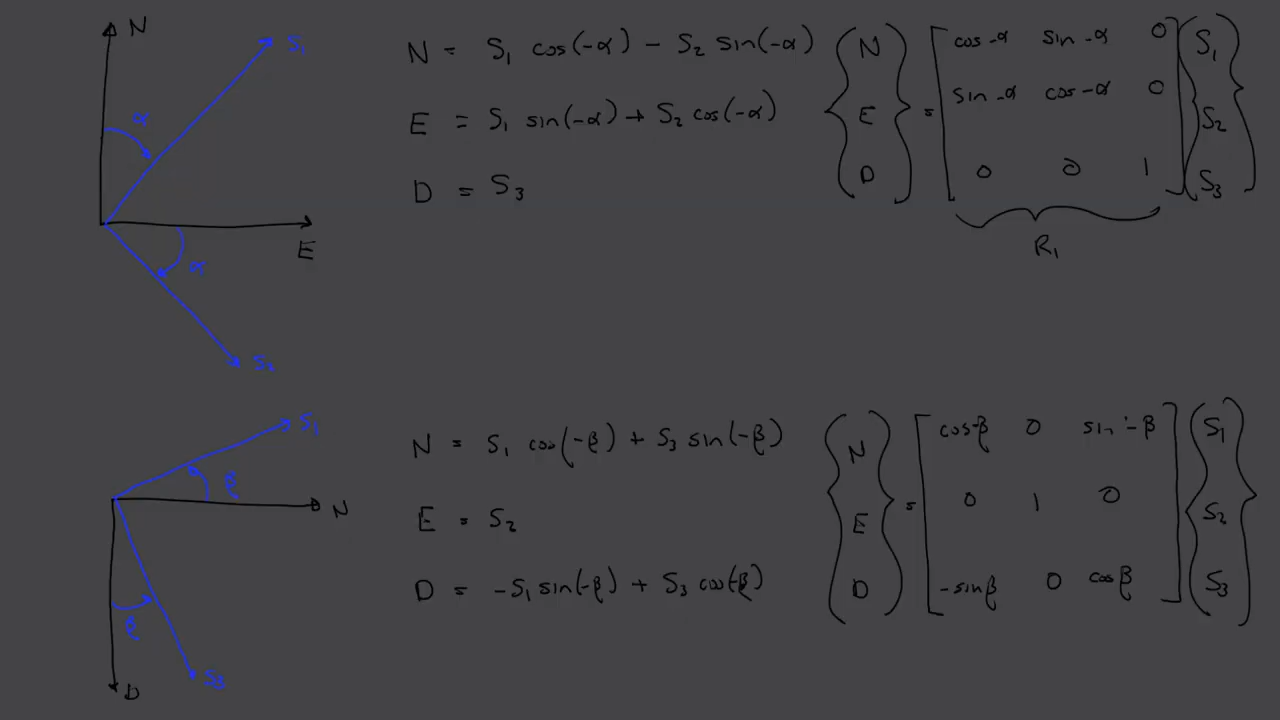 N
S₁
α
E
α
S₂
N = S₁ cos(-α) - S₂ sin(-α)
E = S₁ sin(-α) + S₂ cos(-α)
D = S₃
N = cos -α sin -α 0 S₁
E sin -α cos -α 0 S₂
D 0 0 1 S₃
R₁
S₁
β
N
β
S₃
D
N = S₁ cos(-β) + S₃ sin(-β)
E = S₂
D = -S₁ sin(-β) + S₃ cos(-β)
N = cos-β 0 sin -β S₁
E 0 1 0 S₂
D -sinβ 0 cosβ S₃